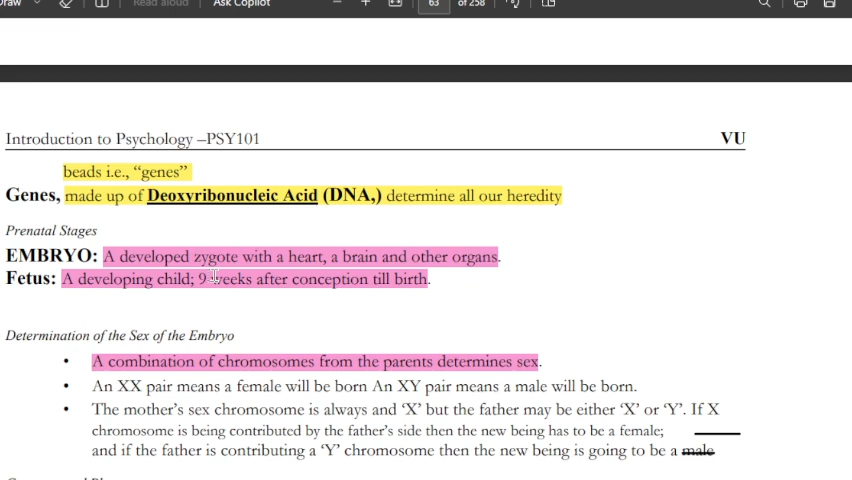 Draw
Read aloud
Ask Copilot
63
of 258
Introduction to Psychology –PSY101 VU
beads i.e., “genes”
Genes, made up of Deoxyribonucleic Acid (DNA,) determine all our heredity
Prenatal Stages
EMBRYO: A developed zygote with a heart, a brain and other organs.
Fetus: A developing child; 9 weeks after conception till birth.
Determination of the Sex of the Embryo
• A combination of chromosomes from the parents determines sex.
• An XX pair means a female will be born An XY pair means a male will be born.
• The mother’s sex chromosome is always and ‘X’ but the father may be either ‘X’ or ‘Y’. If X
chromosome is being contributed by the father’s side then the new being has to be a female;
and if the father is contributing a ‘Y’ chromosome then the new being is going to be a male